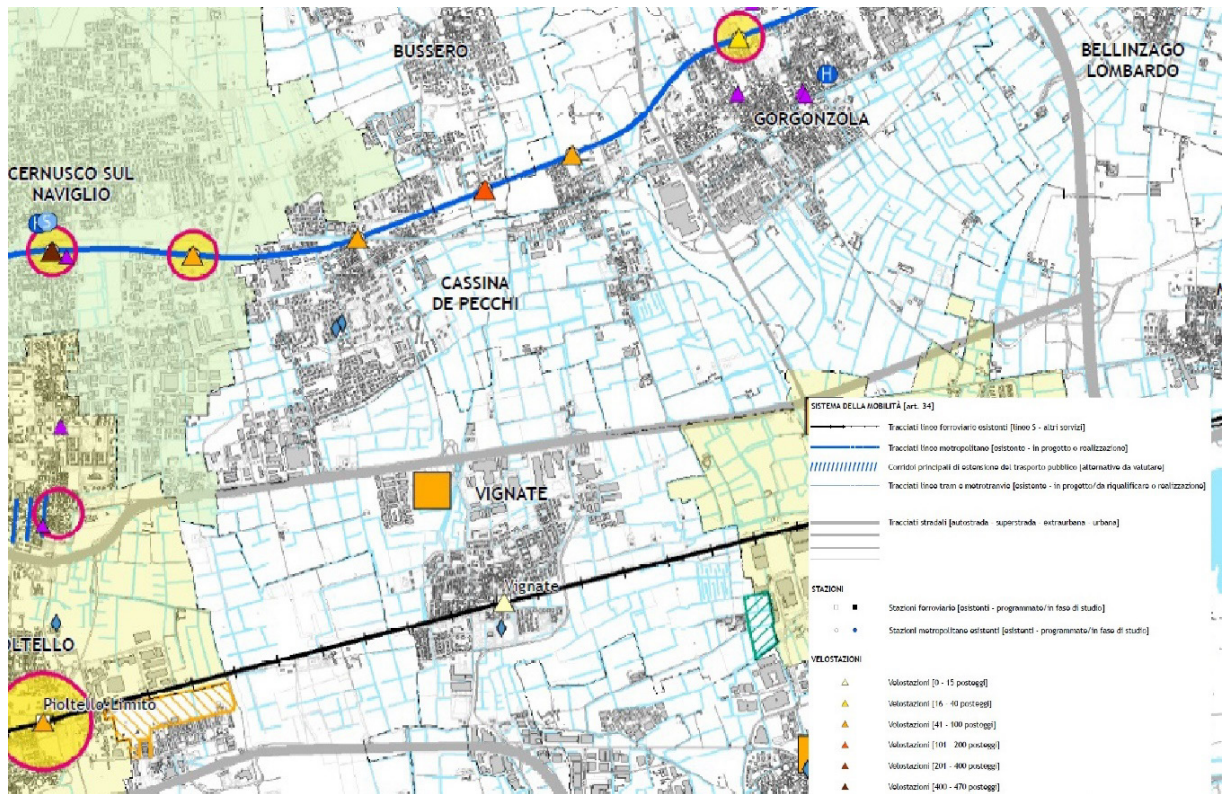 BUSSERO
BELLINZAGO
LOMBARDO
H
GORGONZOLA
CERNUSCO SUL
NAVIGLIO
S
CASSINA
DE PECCHI
VIGNATE
Vignate
OLTELLO
Pioltello Limito
SISTEMA DELLA MOBILITÀ [art. 34]
Tracciati linee ferroviarie esistenti [linee S - altri servizi]
Tracciati linee metropolitane [esistente - in progetto o realizzazione]
Corridoi principali di estensione del trasporto pubblico [alternative da valutare]
Tracciati linee tram e metrotranvie [esistente - in progetto/da riqualificare o realizzazione]
Tracciati stradali [autostrada - superstrada - extraurbana - urbana]
STAZIONI
Stazioni ferroviarie [esistenti - programmate/in fase di studio]
Stazioni metropolitane esistenti [esistenti - programmate/in fase di studio]
VELOSTAZIONI
Velostazioni [0 - 15 posteggi]
Velostazioni [16 - 40 posteggi]
Velostazioni [41 - 100 posteggi]
Velostazioni [101 - 200 posteggi]
Velostazioni [201 - 400 posteggi]
Velostazioni [400 - 470 posteggi]